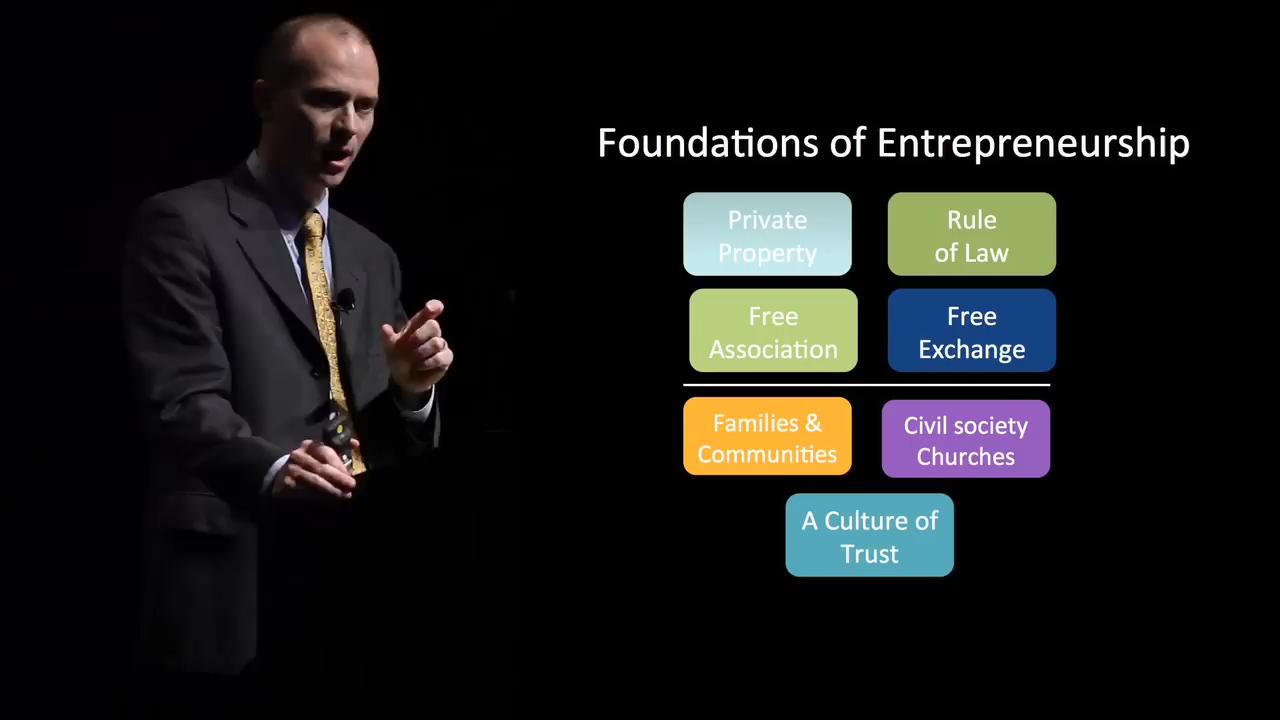 Foundations of Entrepreneurship
Private
Property
Rule
of Law
Free
Association
Free
Exchange
Families &
Communities
Civil society
Churches
A Culture of
Trust